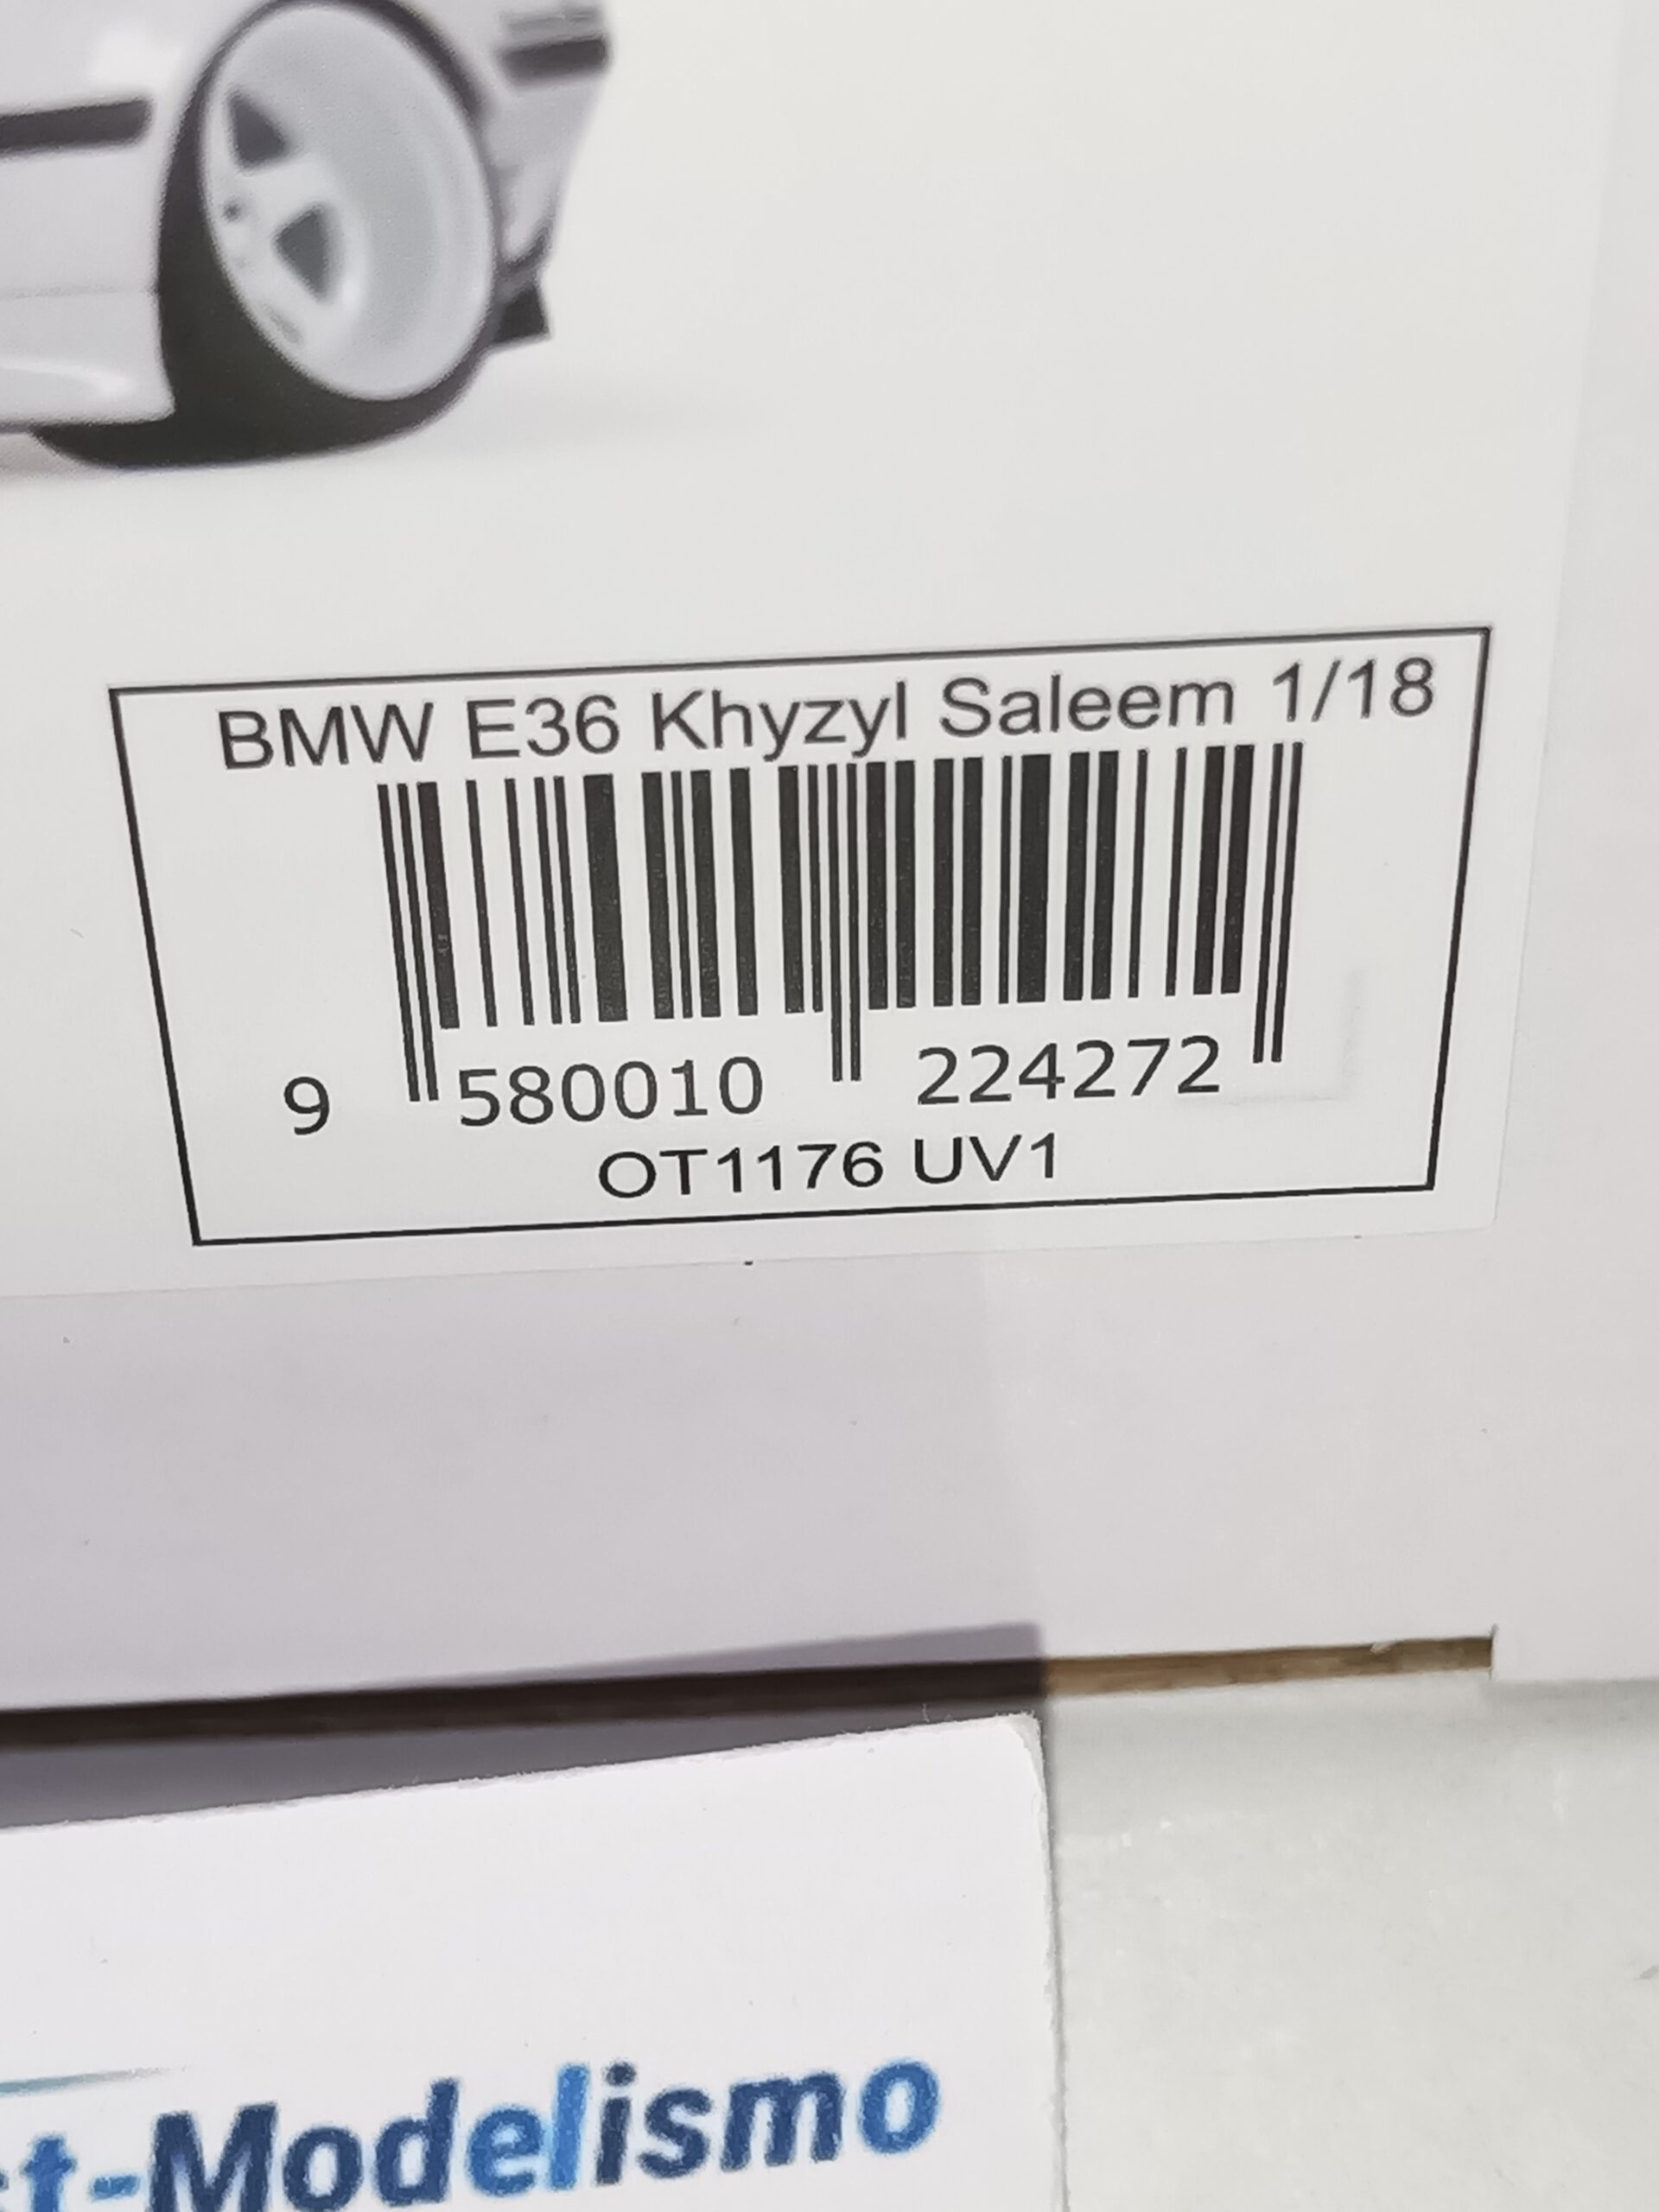 BMW E36 Khyzyl Saleem 1/18
9 580010 224272
OT1176 UV1
t-Modelismo